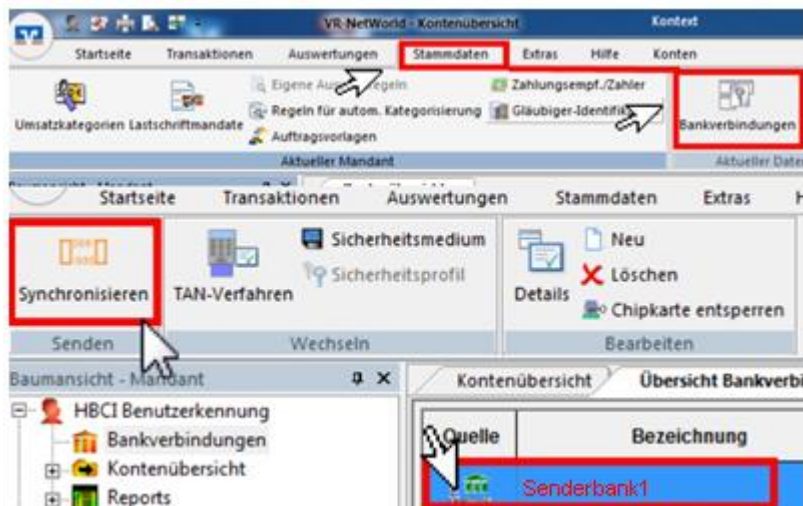 VR-NetWorld - Kontenübersicht Kontext
Startseite Transaktionen Auswertungen Stammdaten Extras Hilfe Konten
Eigene Zahlungsempf./Zahler
Regeln für autom. Kategorisierung Gläubiger-Identifik
Umsatzkategorien Lastschriftmandate Bankverbindungen
Auftragsvorlagen
Aktueller Mandant Aktueller Date
Startseite Transaktionen Auswertungen Stammdaten Extras H
Sicherheitsmedium Neu
Sicherheitsprofil Löschen
Synchronisieren TAN-Verfahren Details
Chipkarte entsperren
Senden Wechseln Bearbeiten
Baumansicht - Mandant Kontenübersicht Übersicht Bankverbi
HBCI Benutzerkennung
Bankverbindungen Quelle Bezeichnung
Kontenübersicht
Reports Senderbank1